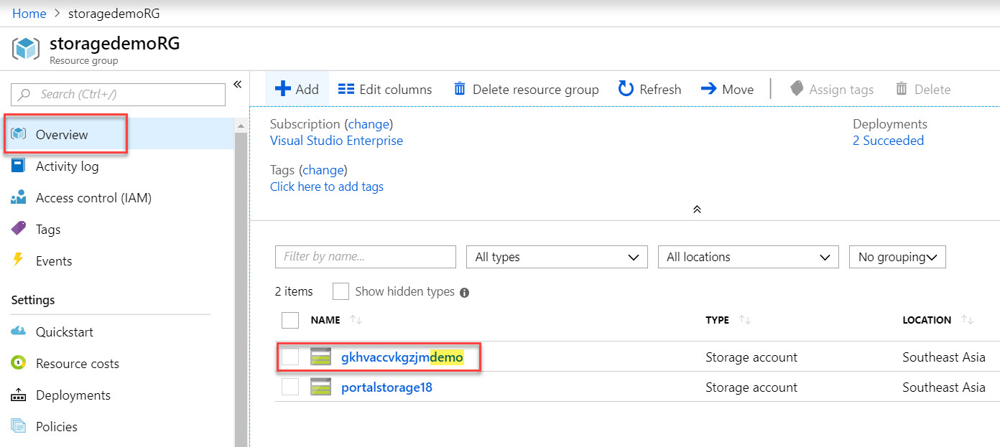 Home > storagedemoRG
storagedemoRG
Resource group
Search (Ctrl+/)
«
Overview
Activity log
Access control (IAM)
Tags
Events
Settings
Quickstart
Resource costs
Deployments
Policies
Add Edit columns Delete resource group Refresh Move Assign tags Delete
Subscription (change) Deployments
Visual Studio Enterprise 2 Succeeded
Tags (change)
Click here to add tags
Filter by name... All types All locations No grouping
2 items Show hidden types
NAME TYPE LOCATION
gkhvaccvkgzjmdemo Storage account Southeast Asia
portalstorage18 Storage account Southeast Asia